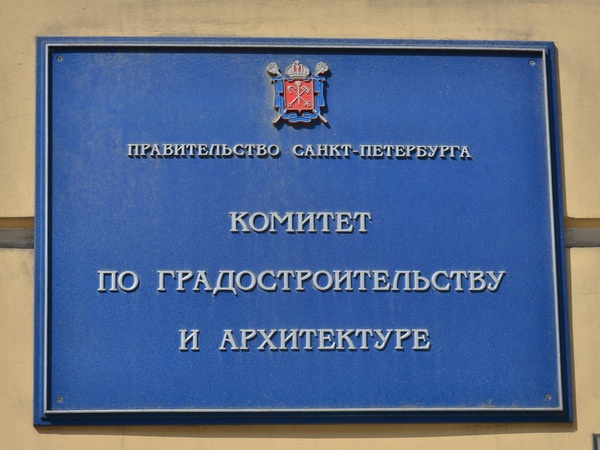 ПРАВИТЕЛЬСТВО САНКТ-ПЕТЕРБУРГА
КОМИТЕТ
ПО ГРАДОСТРОИТЕЛЬСТВУ
И АРХИТЕКТУРЕ